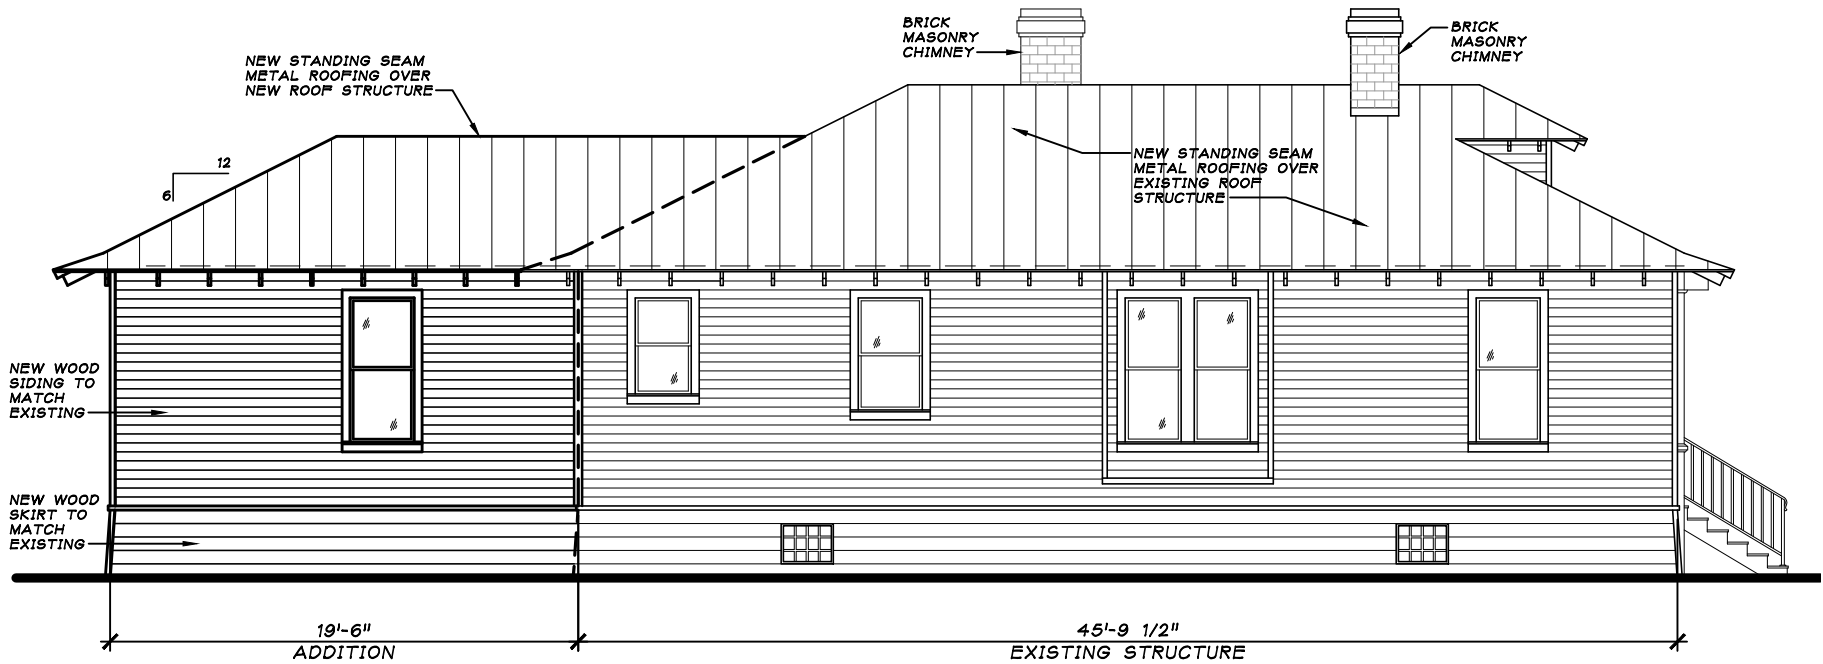 BRICK
MASONRY
CHIMNEY
BRICK
MASONRY
CHIMNEY
NEW STANDING SEAM
METAL ROOFING OVER
NEW ROOF STRUCTURE
12
6
NEW STANDING SEAM
METAL ROOFING OVER
EXISTING ROOF
STRUCTURE
NEW WOOD
SIDING TO
MATCH
EXISTING
NEW WOOD
SKIRT TO
MATCH
EXISTING
19'-6"
ADDITION
45'-9 1/2"
EXISTING STRUCTURE